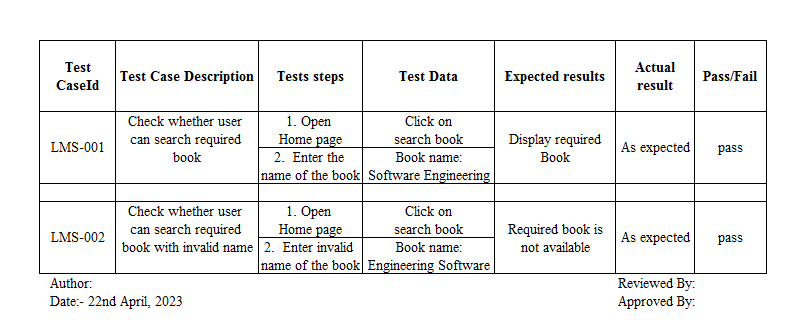 Test CaseId Test Case Description Tests steps Test Data Expected results Actual result Pass/Fail
LMS-001
Check whether user
can search required
book
1. Open
Home page
Click on
search book
2. Enter the
name of the book
Book name:
Software Engineering
Display required
Book
As expected
pass
LMS-002
Check whether user
can search required
book with invalid name
1. Open
Home page
Click on
search book
2. Enter invalid
name of the book
Book name:
Engineering Software
Required book is
not available
As expected
pass
Author:
Reviewed By:
Date:- 22nd April, 2023
Approved By: